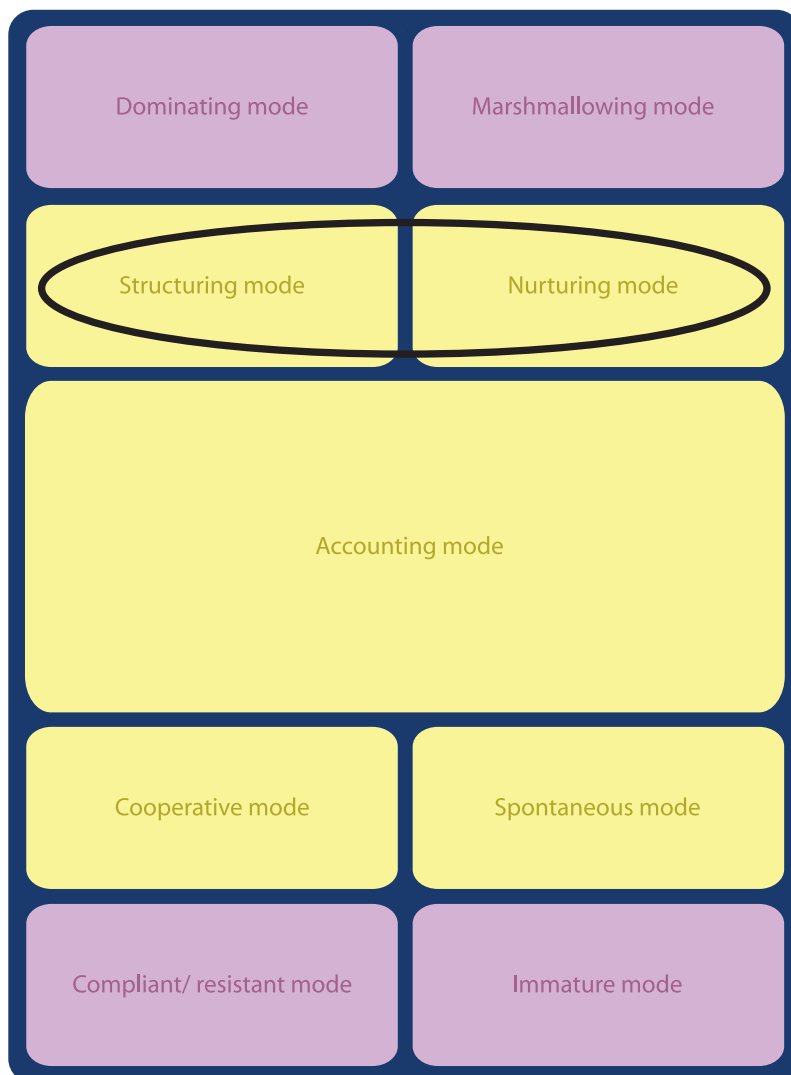 Dominating mode
Marshmallowing mode
Structuring mode
Nurturing mode
Accounting mode
Cooperative mode
Spontaneous mode
Compliant/ resistant mode
Immature mode